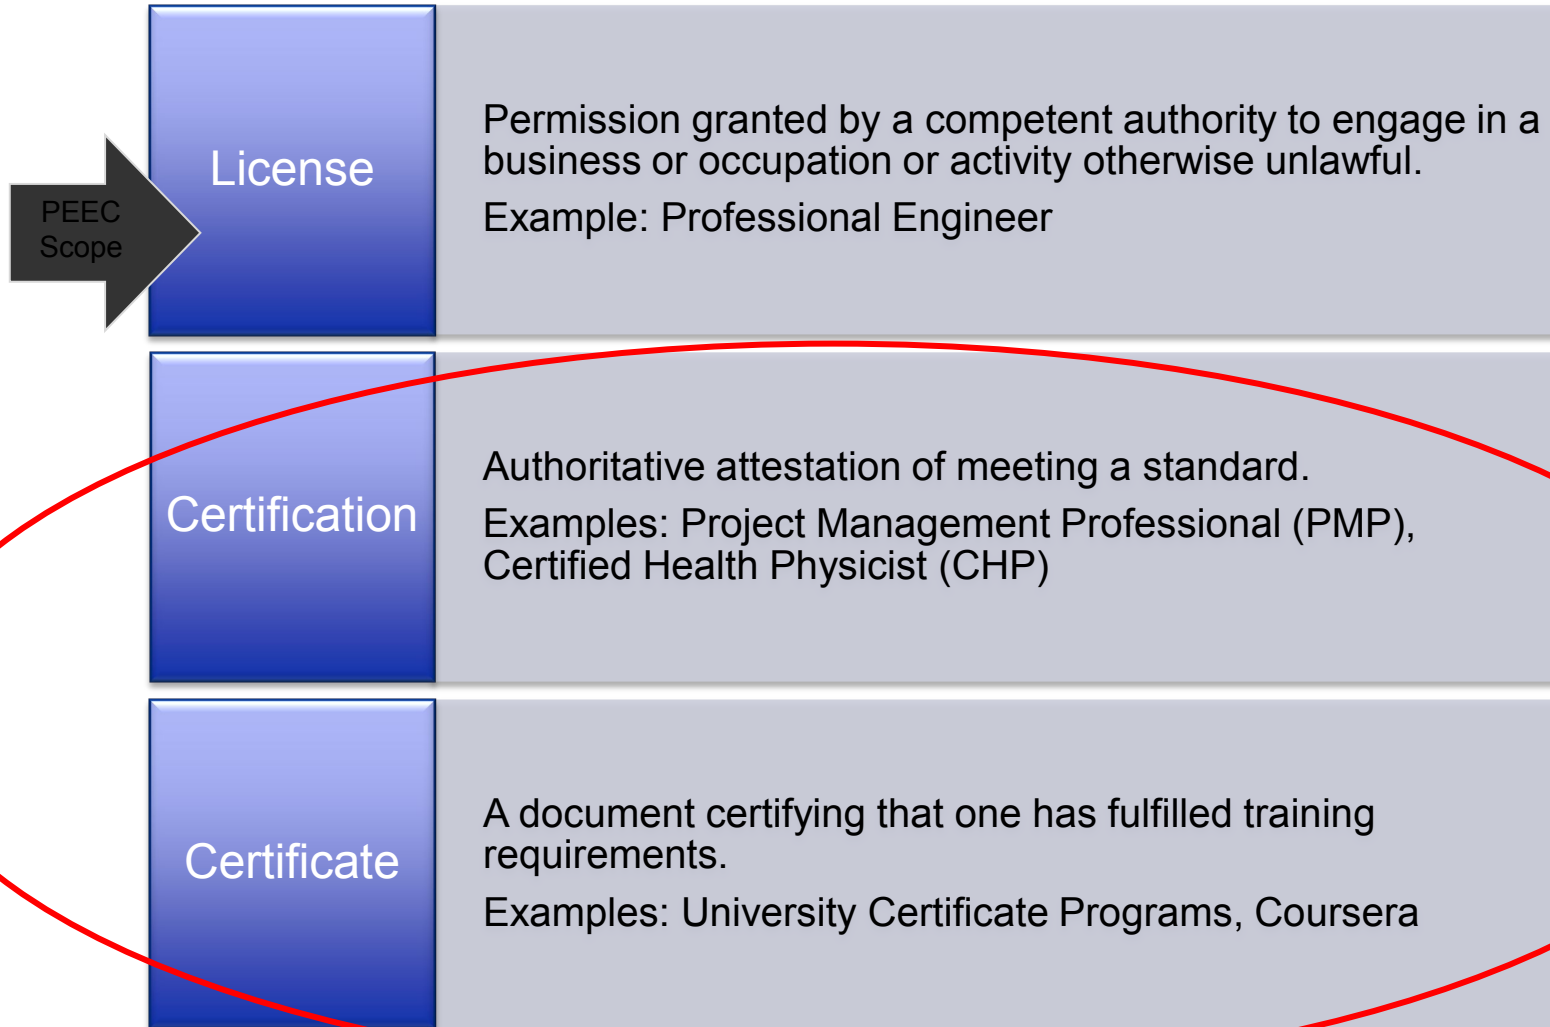 License
Permission granted by a competent authority to engage in a
business or occupation or activity otherwise unlawful.
Example: Professional Engineer
PEEC
Scope
Certification
Authoritative attestation of meeting a standard.
Examples: Project Management Professional (PMP),
Certified Health Physicist (CHP)
Certificate
A document certifying that one has fulfilled training
requirements.
Examples: University Certificate Programs, Coursera